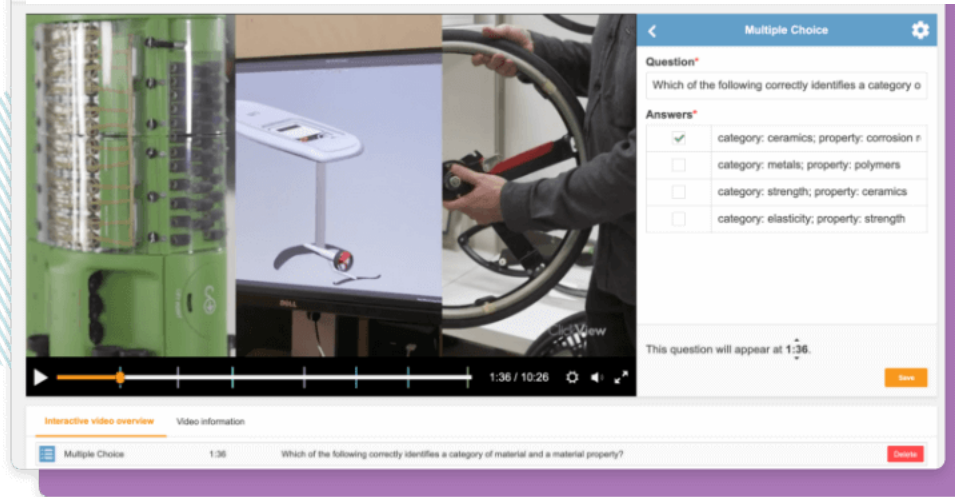 Multiple Choice
Question*
Which of the following correctly identifies a category o
Answers*
category: ceramics; property: corrosion r
category: metals; property: polymers
category: strength; property: ceramics
category: elasticity; property: strength
DELL
ClickView
This question will appear at 1:36.
1:36 / 10:26
Save
Interactive video overview
Video information
Multiple Choice
1:36
Which of the following correctly identifies a category of material and a material property?
Delete